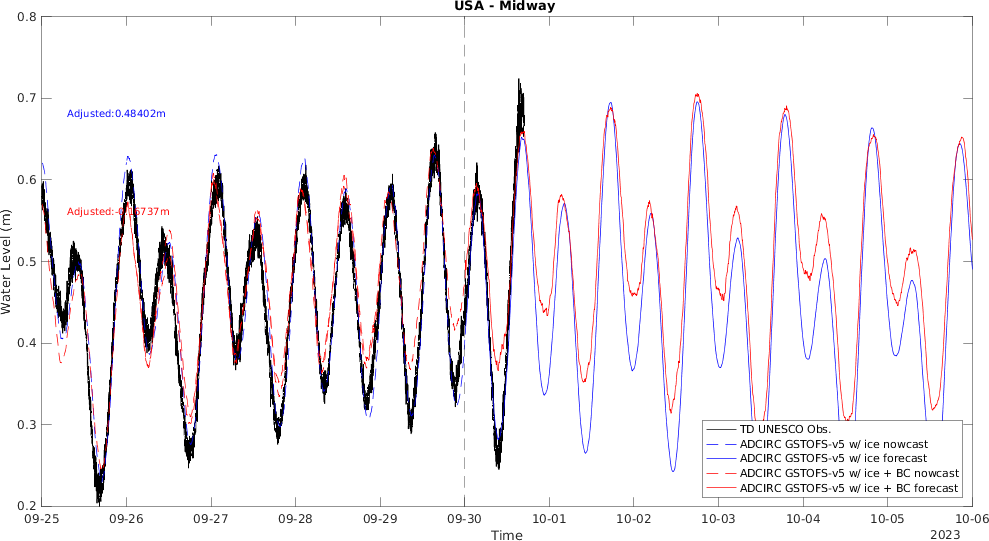 USA - Midway
0.8
0.7
0.6
0.5
0.4
0.3
0.2
Water Level (m)
Adjusted:0.48402m
TD UNESCO Obs.
ADCIRC GSTOFS-v5 w/ ice nowcast
ADCIRC GSTOFS-v5 w/ ice forecast
ADCIRC GSTOFS-v5 w/ ice + BC nowcast
ADCIRC GSTOFS-v5 w/ ice + BC forecast
09-25 09-26 09-27 09-28 09-29 09-30 10-01 10-02 10-03 10-04 10-05 10-06
Time
2023